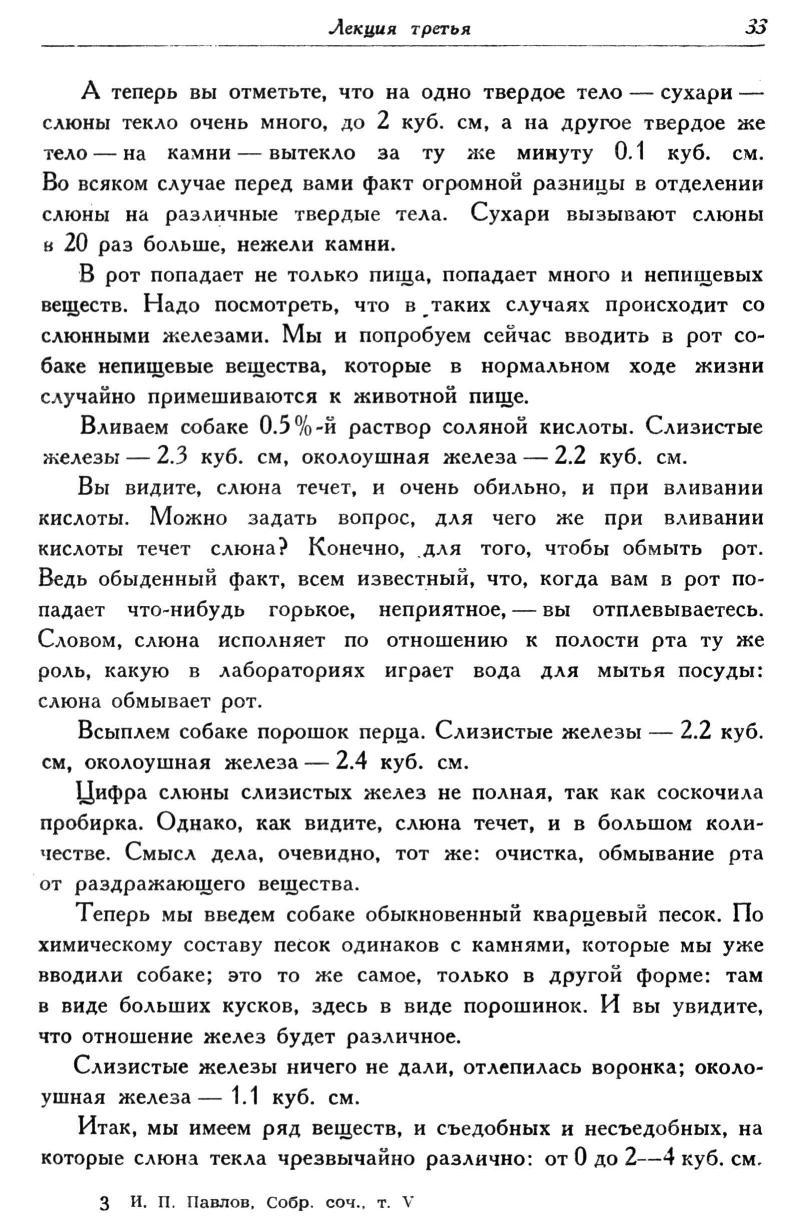 Лекция третья 33
А теперь вы отметьте, что на одно твердое тело — сухари —
слюны текло очень много, до 2 куб. см, а на другое твердое же
тело — на камни — вытекло за ту же минуту 0.1 куб. см.
Во всяком случае перед вами факт огромной разницы в отделении
слюны на различные твердые тела. Сухари вызывают слюны
в 20 раз больше, нежели камни.
В рот попадает не только пища, попадает много и непищевых
веществ. Надо посмотреть, что в таких случаях происходит со
слюнными железами. Мы и попробуем сейчас вводить в рот со-
баке непищевые вещества, которые в нормальном ходе жизни
случайно примешиваются к животной пище.
Вливаем собаке 0.5%-й раствор соляной кислоты. Слизистые
железы — 2.3 куб. см, околоушная железа — 2.2 куб. см.
Вы видите, слюна течет, и очень обильно, и при вливании
кислоты. Можно задать вопрос, для чего же при вливании
кислоты течет слюна? Конечно, для того, чтобы обмыть рот.
Ведь обыденный факт, всем известный, что, когда вам в рот по-
падает что-нибудь горькое, неприятное, — вы отплевываетесь.
Словом, слюна исполняет по отношению к полости рта ту же
роль, какую в лабораториях играет вода для мытья посуды:
слюна обмывает рот.
Всыплем собаке порошок перца. Слизистые железы — 2.2 куб.
см, околоушная железа — 2.4 куб. см.
Цифра слюны слизистых желез не полная, так как соскочила
пробирка. Однако, как видите, слюна течет, и в большом коли-
честве. Смысл дела, очевидно, тот же: очистка, обмывание рта
от раздражающего вещества.
Теперь мы введем собаке обыкновенный кварцевый песок. По
химическому составу песок одинаков с камнями, которые мы уже
вводили собаке; это то же самое, только в другой форме: там
в виде больших кусков, здесь в виде порошинок. И вы увидите,
что отношение желез будет различное.
Слизистые железы ничего не дали, отлепилась воронка; около-
ушная железа — 1.1 куб. см.
Итак, мы имеем ряд веществ, и съедобных и несъедобных, на
которые слюна текла чрезвычайно различно: от 0 до 2—4 куб. см.
3 И. П. Павлов, Собр. соч., т. V